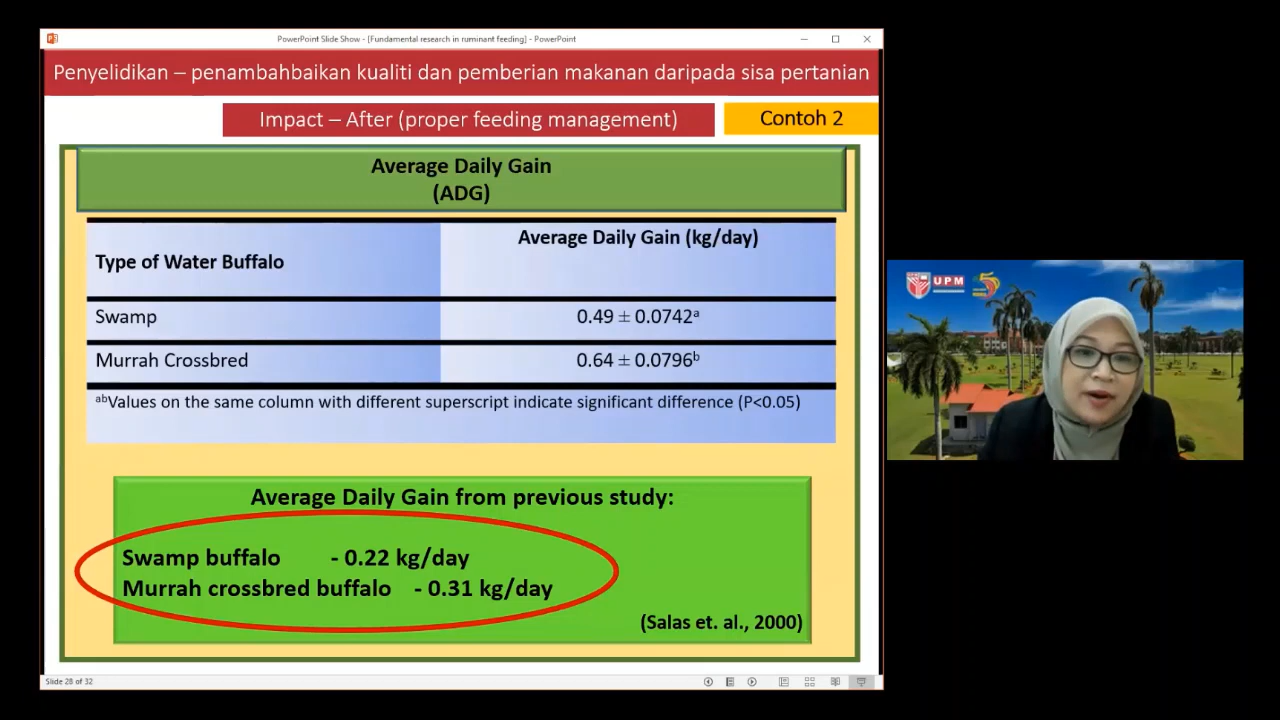 PowerPoint Slide Show - [Fundamental research in ruminant feeding] - PowerPoint
Penyelidikan – penambahbaikan kualiti dan pemberian makanan daripada sisa pertanian
Impact – After (proper feeding management)
Contoh 2
Average Daily Gain
(ADG)
Type of Water Buffalo
Average Daily Gain (kg/day)
Swamp
0.49 ± 0.0742ᵃ
Murrah Crossbred
0.64 ± 0.0796ᵇ
ᵃᵇValues on the same column with different superscript indicate significant difference (P<0.05)
Average Daily Gain from previous study:
Swamp buffalo - 0.22 kg/day
Murrah crossbred buffalo - 0.31 kg/day
(Salas et. al., 2000)
Slide 28 of 32
UPM